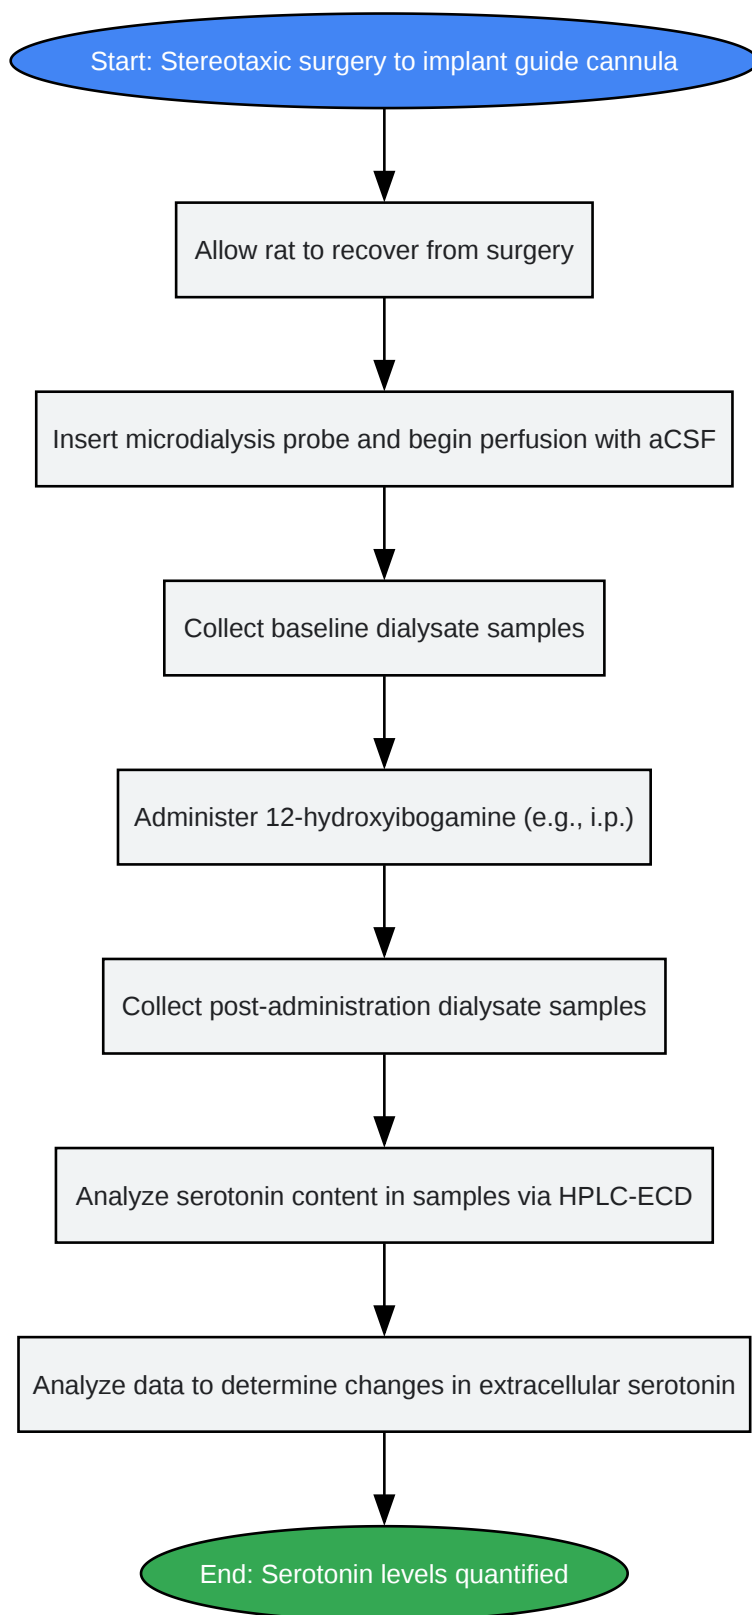 Start: Stereotaxic surgery to implant guide cannula
Allow rat to recover from surgery
Insert microdialysis probe and begin perfusion with aCSF
Collect baseline dialysate samples
Administer 12-hydroxyibogamine (e.g., i.p.)
Collect post-administration dialysate samples
Analyze serotonin content in samples via HPLC-ECD
Analyze data to determine changes in extracellular serotonin
End: Serotonin levels quantified